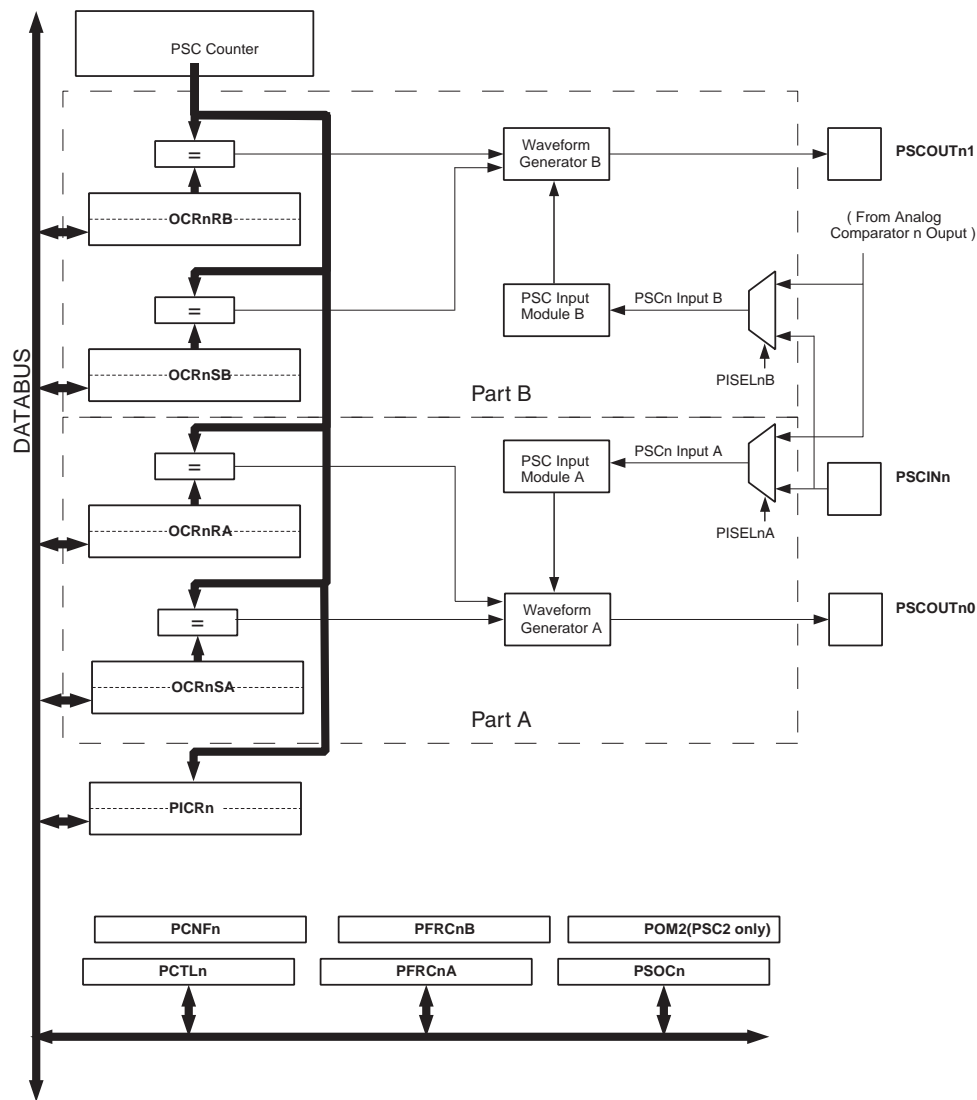 PSC Counter
=
Waveform
Generator B
PSCOUTn1
OCRnRB
( From Analog
Comparator n Ouput )
=
PSC Input
Module B
PSCn Input B
OCRnSB
PISELnB
Part B
DATABUS
=
PSC Input
Module A
PSCn Input A
PSCINn
OCRnRA
PISELnA
=
Waveform
Generator A
PSCOUTn0
OCRnSA
Part A
PICRn
PCNFn
PFRCnB
POM2(PSC2 only)
PCTLn
PFRCnA
PSOCn